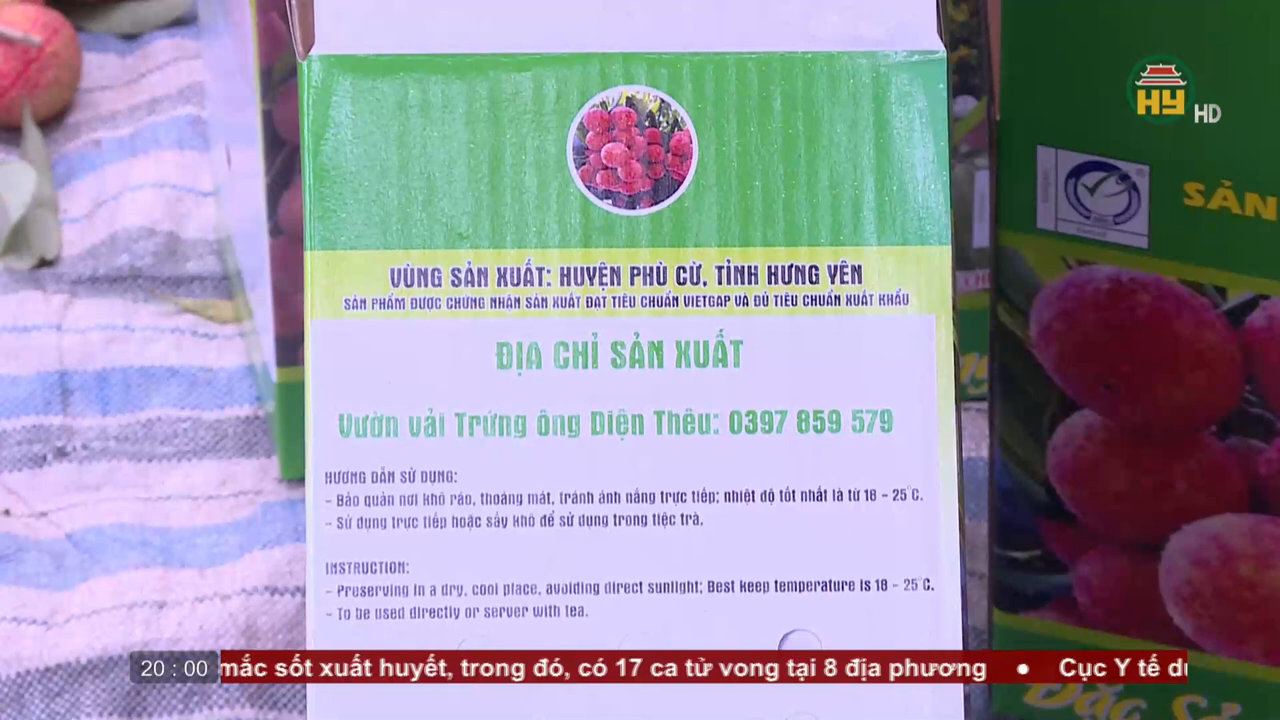 HY HD
SẢN
VÙNG SẢN XUẤT: HUYỆN PHÙ CỪ, TỈNH HƯNG YÊN
SẢN PHẨM ĐƯỢC CHỨNG NHẬN SẢN XUẤT ĐẠT TIÊU CHUẨN VIETGAP VÀ ĐỦ TIÊU CHUẨN XUẤT KHẨU
ĐỊA CHỈ SẢN XUẤT
Vườn vải Trứng ông Diện Thêu: 0397 859 579
HƯƠNG DẪN SỬ DỤNG:
- Bảo quản nơi khô ráo, thoáng mát, tránh ánh nắng trực tiếp; nhiệt độ tốt nhất là từ 18 - 25°C.
- Sử dụng trực tiếp hoặc sấy khô để sử dụng trong tiệc trà.
INSTRUCTION:
- Preserving in a dry, cool place, avoiding direct sunlight; Best keep temperature is 18 - 25°C.
- To be used directly or server with tea.
20 : 00 mắc sốt xuất huyết, trong đó, có 17 ca tử vong tại 8 địa phương • Cục Y tế
Đặc